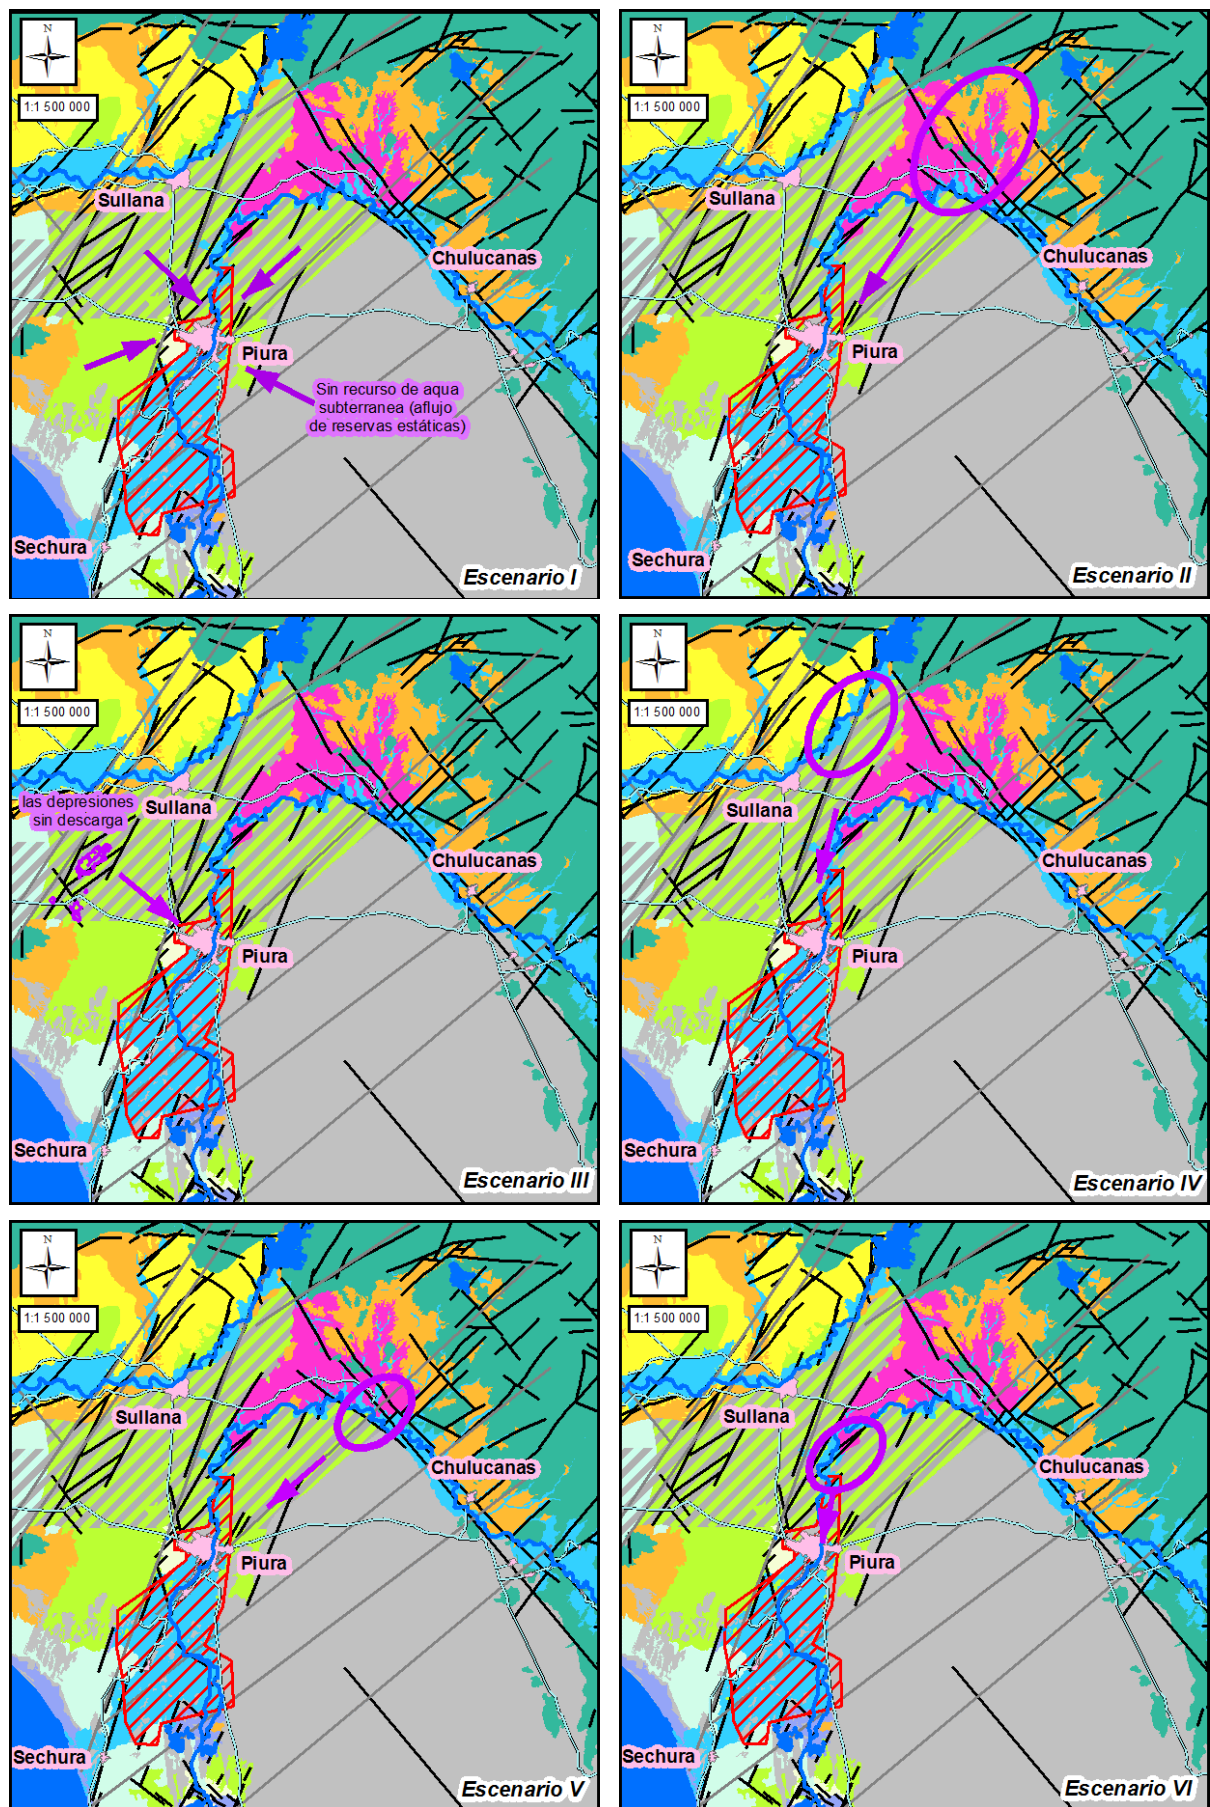 N
1:1 500 000
Sullana
Chulucanas
Piura
Sin recurso de aqua
subterranea (aflujo
de reservas estáticas)
Sechura
Escenario I
N
1:1 500 000
Sullana
Chulucanas
Piura
Sechura
Escenario II
N
1:1 500 000
las depresiones
sin descarga
Sullana
Chulucanas
Piura
Sechura
Escenario III
N
1:1 500 000
Sullana
Chulucanas
Piura
Sechura
Escenario IV
N
1:1 500 000
Sullana
Chulucanas
Piura
Sechura
Escenario V
N
1:1 500 000
Sullana
Chulucanas
Piura
Sechura
Escenario VI